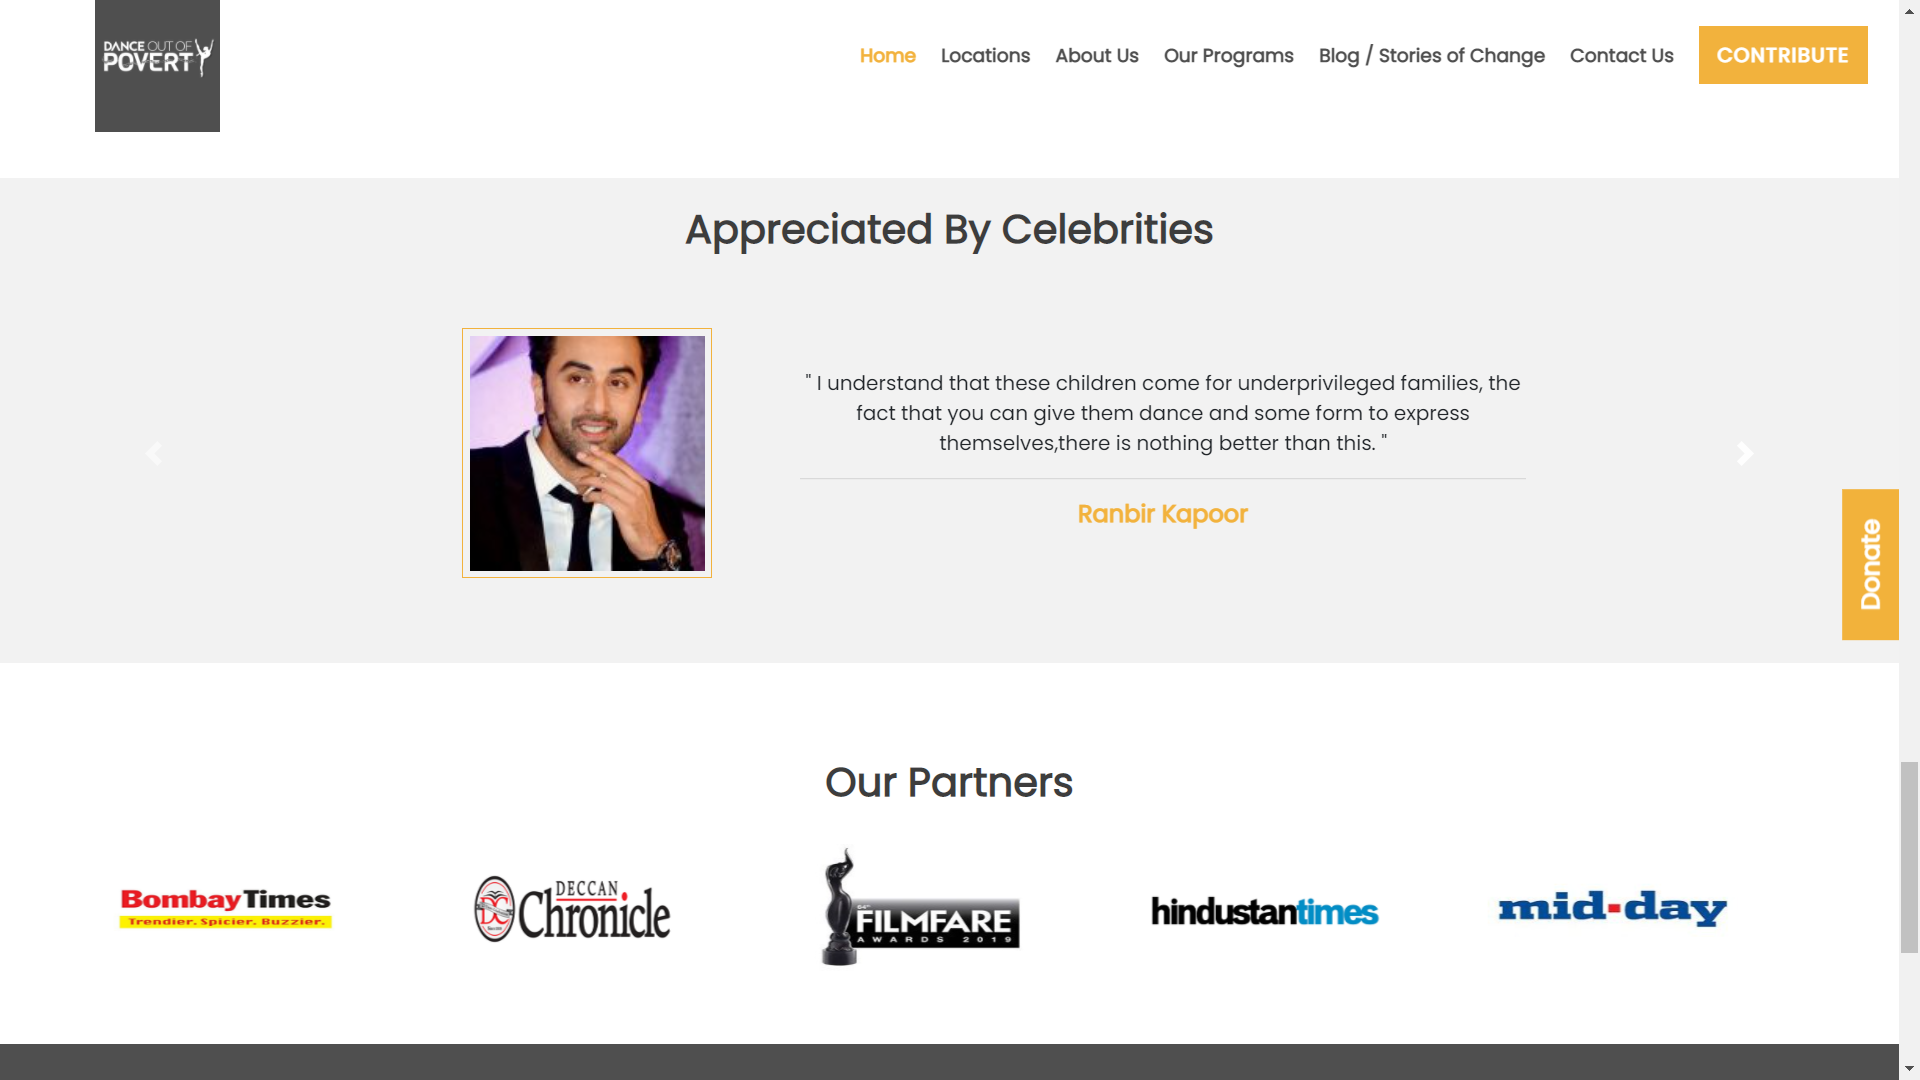 DANCE OUT OF
POVERTY
Home
Locations
About Us
Our Programs
Blog / Stories of Change
Contact Us
CONTRIBUTE
Appreciated By Celebrities
" I understand that these children come for underprivileged families, the
fact that you can give them dance and some form to express
themselves,there is nothing better than this. "
Ranbir Kapoor
Donate
Our Partners
BombayTimes
Trendier. Spicier. Buzzier.
DC
DECCAN
Chronicle
FILMFARE
AWARDS 2019
hindustantimes
mid-day